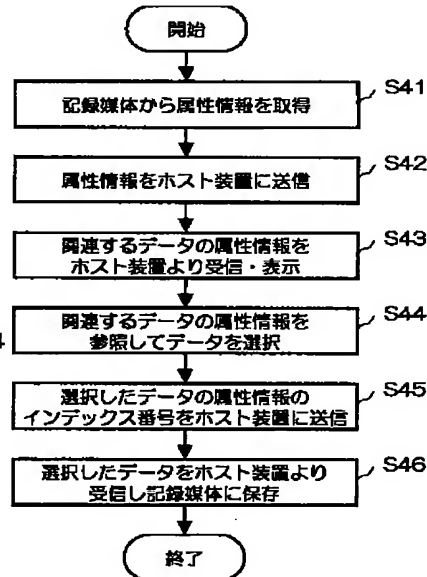 開始
記録媒体から属性情報を取得
S41
属性情報をホスト装置に送信
S42
関連するデータの属性情報を
ホスト装置より受信・表示
S43
関連するデータの属性情報を
参照してデータを選択
S44
選択したデータの属性情報の
インデックス番号をホスト装置に送信
S45
選択したデータをホスト装置より
受信し記録媒体に保存
S46
終了